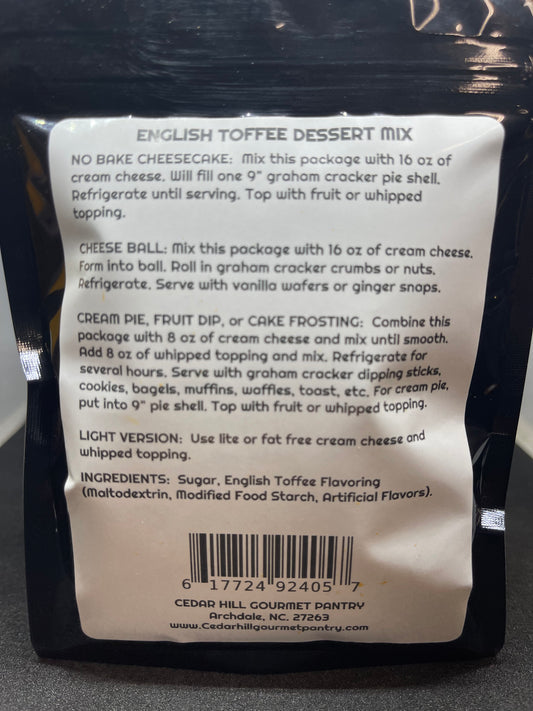 ENGLISH TOFFEE DESSERT MIX
NO BAKE CHEESECAKE: Mix this package with 16 oz of
cream cheese. Will fill one 9" graham cracker pie shell.
Refrigerate until serving. Top with fruit or whipped
topping.
CHEESE BALL: Mix this package with 16 oz of cream cheese.
Form into ball. Roll in graham cracker crumbs or nuts.
Refrigerate. Serve with vanilla wafers or ginger snaps.
CREAM PIE, FRUIT DIP, or CAKE FROSTING: Combine this
package with 8 oz of cream cheese and mix until smooth.
Add 8 oz of whipped topping and mix. Refrigerate for
several hours. Serve with graham cracker dipping sticks,
cookies, bagels, muffins, waffles, toast, etc. For cream pie,
put into 9" pie shell. Top with fruit or whipped topping.
LIGHT VERSION: Use lite or fat free cream cheese and
whipped topping.
INGREDIENTS: Sugar, English Toffee Flavoring
(Maltodextrin, Modified Food Starch, Artificial Flavors).
6 17724 92405 7
CEDAR HILL GOURMET PANTRY
Archdale, NC. 27263
www.Cedarhillgourmetpantry.com